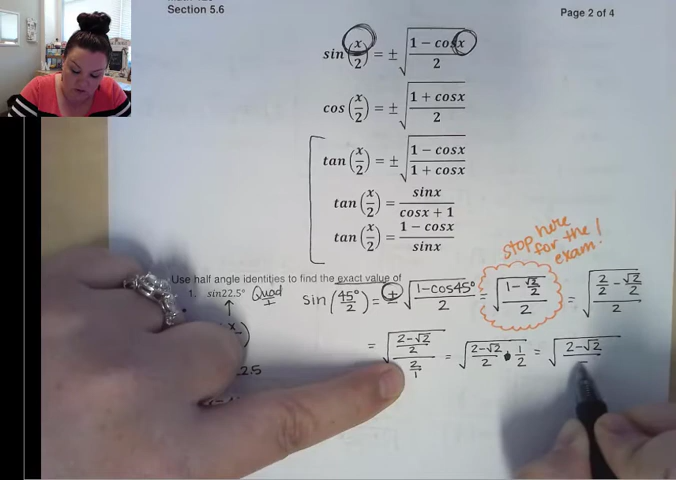 Section 5.6
Page 2 of 4
sin(x/2) = ±√((1 − cosx)/2)
cos(x/2) = ±√((1 + cosx)/2)
tan(x/2) = ±√((1 − cosx)/(1 + cosx))
tan(x/2) = sinx/(cosx + 1)
tan(x/2) = (1 − cosx)/sinx
stop here
for the !
exam!
Use half angle identities to find the exact value of
1. sin22.5° Quad I
sin(45°/2) = ±√((1−cos45°)/2) = √((1−√2/2)/2) = √((2/2−√2/2)/2)
= √(((2−√2)/2)/(2/1)) = √((2−√2)/2 • 1/2) = √((2−√2)/
x
2.5